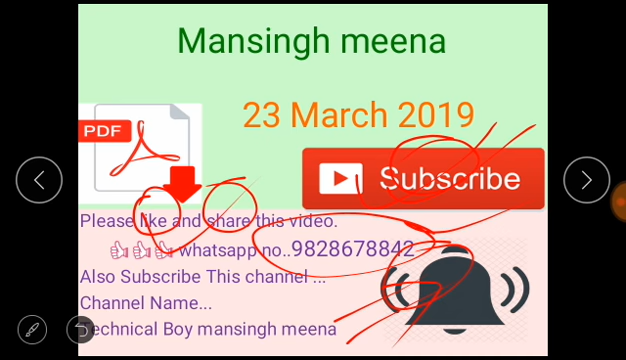 Mansingh meena
23 March 2019
PDF
Subscribe
Please like and share this video.
👍👍👍 whatsapp no..9828678842
Also Subscribe This channel ...
Channel Name...
Technical Boy mansingh meena